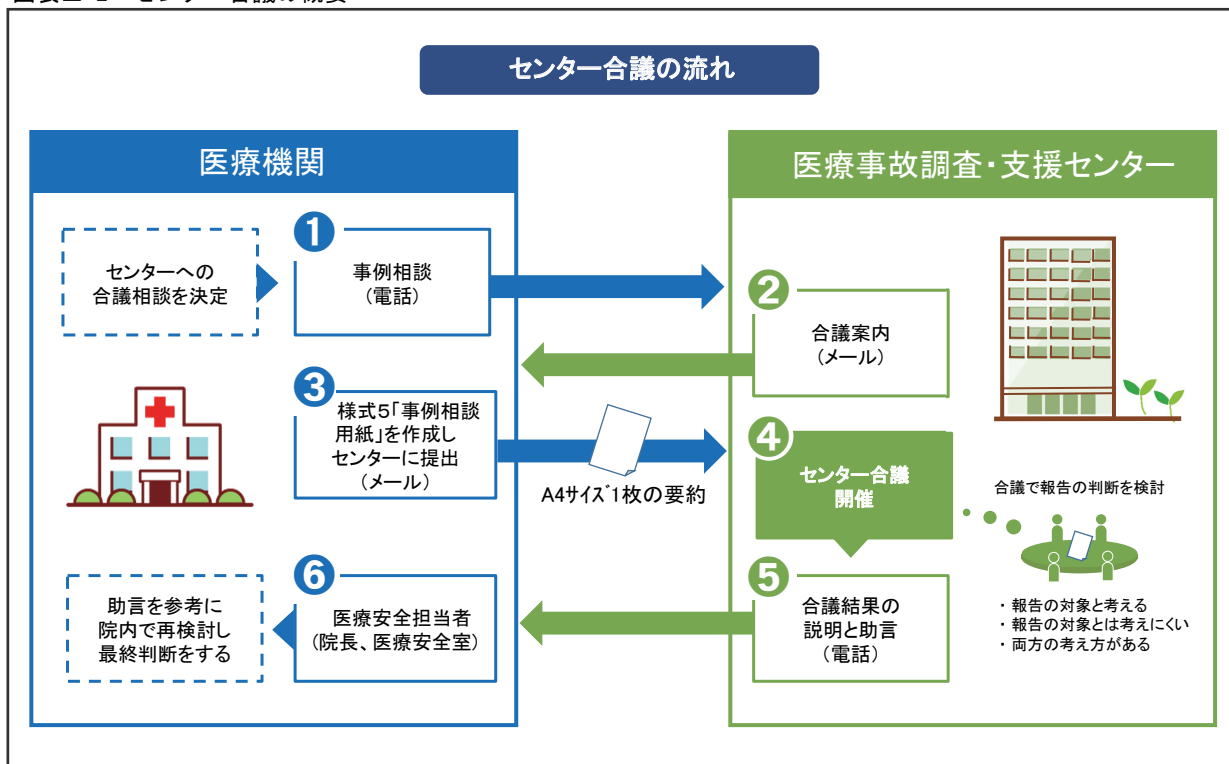 センター合議の流れ
医療機関
医療事故調査・支援センター
センターへの
合議相談を決定
❶
事例相談
(電話)
❷
合議案内
(メール)
❸
様式5「事例相談
用紙」を作成し
センターに提出
(メール)
A4サイズ1枚の要約
❹
センター合議
開催
合議で報告の判断を検討
・報告の対象と考える
・報告の対象とは考えにくい
・両方の考え方がある
❺
合議結果の
説明と助言
(電話)
❻
医療安全担当者
(院長、医療安全室)
助言を参考に
院内で再検討し
最終判断をする